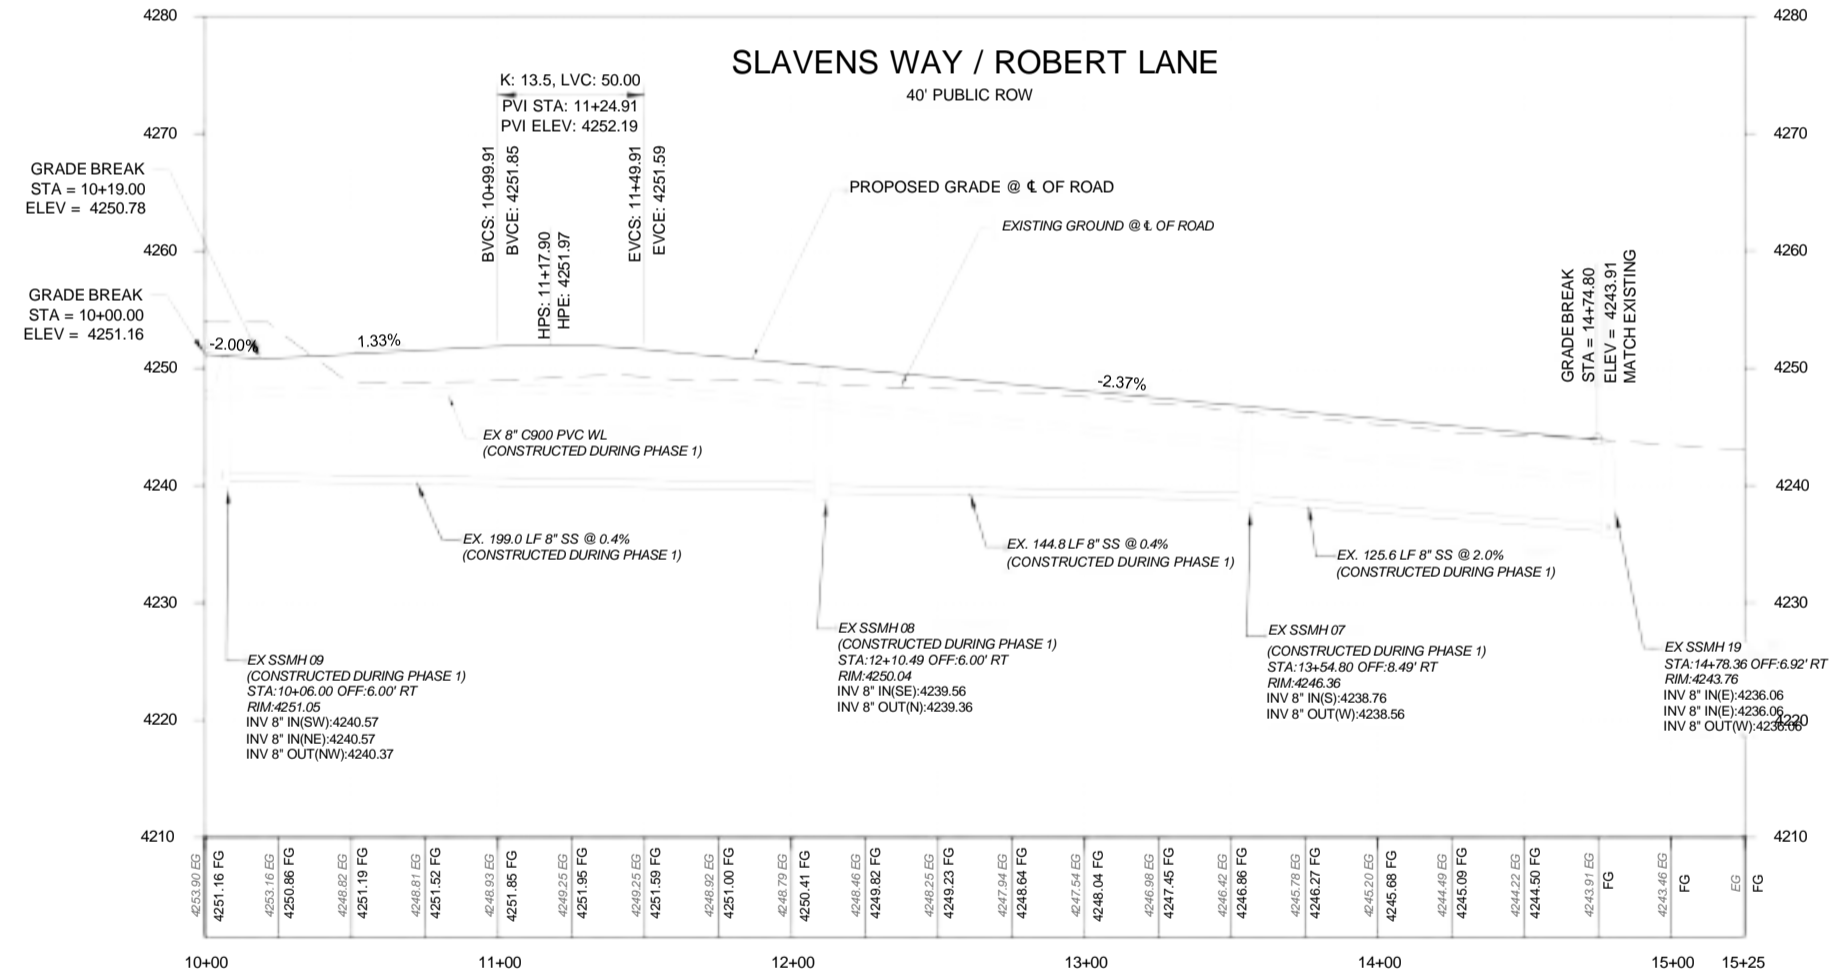 SLAVENS WAY / ROBERT LANE
40' PUBLIC ROW
4280
4270
4260
4250
4240
4230
4220
4210
4280
4270
4260
4250
4240
4230
4220
4210
K: 13.5, LVC: 50.00
PVI STA: 11+24.91
PVI ELEV: 4252.19
BVCS: 10+99.91
BVCE: 4251.85
HPS: 11+17.90
HPE: 4251.97
EVCS: 11+49.91
EVCE: 4251.59
GRADE BREAK
STA = 10+19.00
ELEV = 4250.78
GRADE BREAK
STA = 10+00.00
ELEV = 4251.16
-2.00%
1.33%
-2.37%
PROPOSED GRADE @ ℄ OF ROAD
EXISTING GROUND @ ℄ OF ROAD
GRADE BREAK
STA = 14+74.80
ELEV = 4243.91
MATCH EXISTING
EX 8" C900 PVC WL
(CONSTRUCTED DURING PHASE 1)
EX. 199.0 LF 8" SS @ 0.4%
(CONSTRUCTED DURING PHASE 1)
EX. 144.8 LF 8" SS @ 0.4%
(CONSTRUCTED DURING PHASE 1)
EX. 125.6 LF 8" SS @ 2.0%
(CONSTRUCTED DURING PHASE 1)
EX SSMH 09
(CONSTRUCTED DURING PHASE 1)
STA:10+06.00 OFF:6.00' RT
RIM:4251.05
INV 8" IN(SW):4240.57
INV 8" IN(NE):4240.57
INV 8" OUT(NW):4240.37
EX SSMH 08
(CONSTRUCTED DURING PHASE 1)
STA:12+10.49 OFF:6.00' RT
RIM:4250.04
INV 8" IN(SE):4239.56
INV 8" OUT(N):4239.36
EX SSMH 07
(CONSTRUCTED DURING PHASE 1)
STA:13+54.80 OFF:8.49' RT
RIM:4246.36
INV 8" IN(S):4238.76
INV 8" OUT(W):4238.56
EX SSMH 19
STA:14+78.36 OFF:6.92' RT
RIM:4243.76
INV 8" IN(E):4236.06
INV 8" IN(E):4236.06
INV 8" OUT(W):4236.06
4253.90 EG
4251.16 FG
4253.16 EG
4250.86 FG
4248.82 EG
4251.19 FG
4248.81 EG
4251.52 FG
4248.93 EG
4251.85 FG
4249.25 EG
4251.95 FG
4249.25 EG
4251.59 FG
4248.92 EG
4251.00 FG
4248.79 EG
4250.41 FG
4248.46 EG
4249.82 FG
4248.25 EG
4249.23 FG
4247.94 EG
4248.64 FG
4247.54 EG
4248.04 FG
4246.98 EG
4247.45 FG
4246.42 EG
4246.86 FG
4245.78 EG
4246.27 FG
4245.20 EG
4245.68 FG
4244.49 EG
4245.09 FG
4244.22 EG
4244.50 FG
4243.91 EG
FG
4243.46 EG
FG
EG
FG
10+00
11+00
12+00
13+00
14+00
15+00
15+25